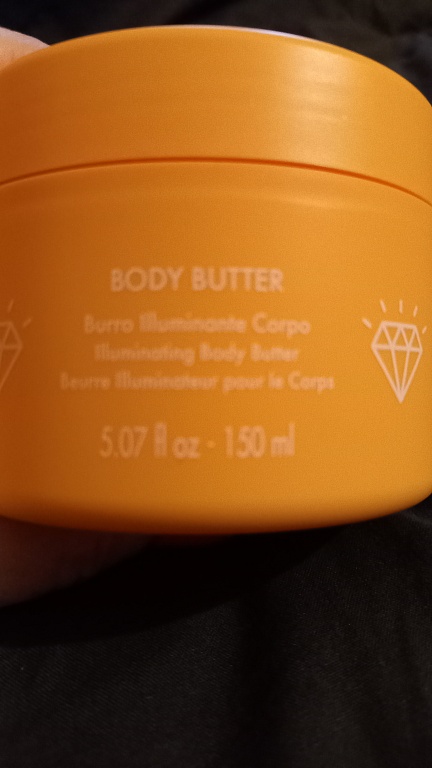 BODY BUTTER
Burro Illuminante Corpo
Illuminating Body Butter
Beurre Illuminateur pour le Corps
5.07 fl oz - 150 ml